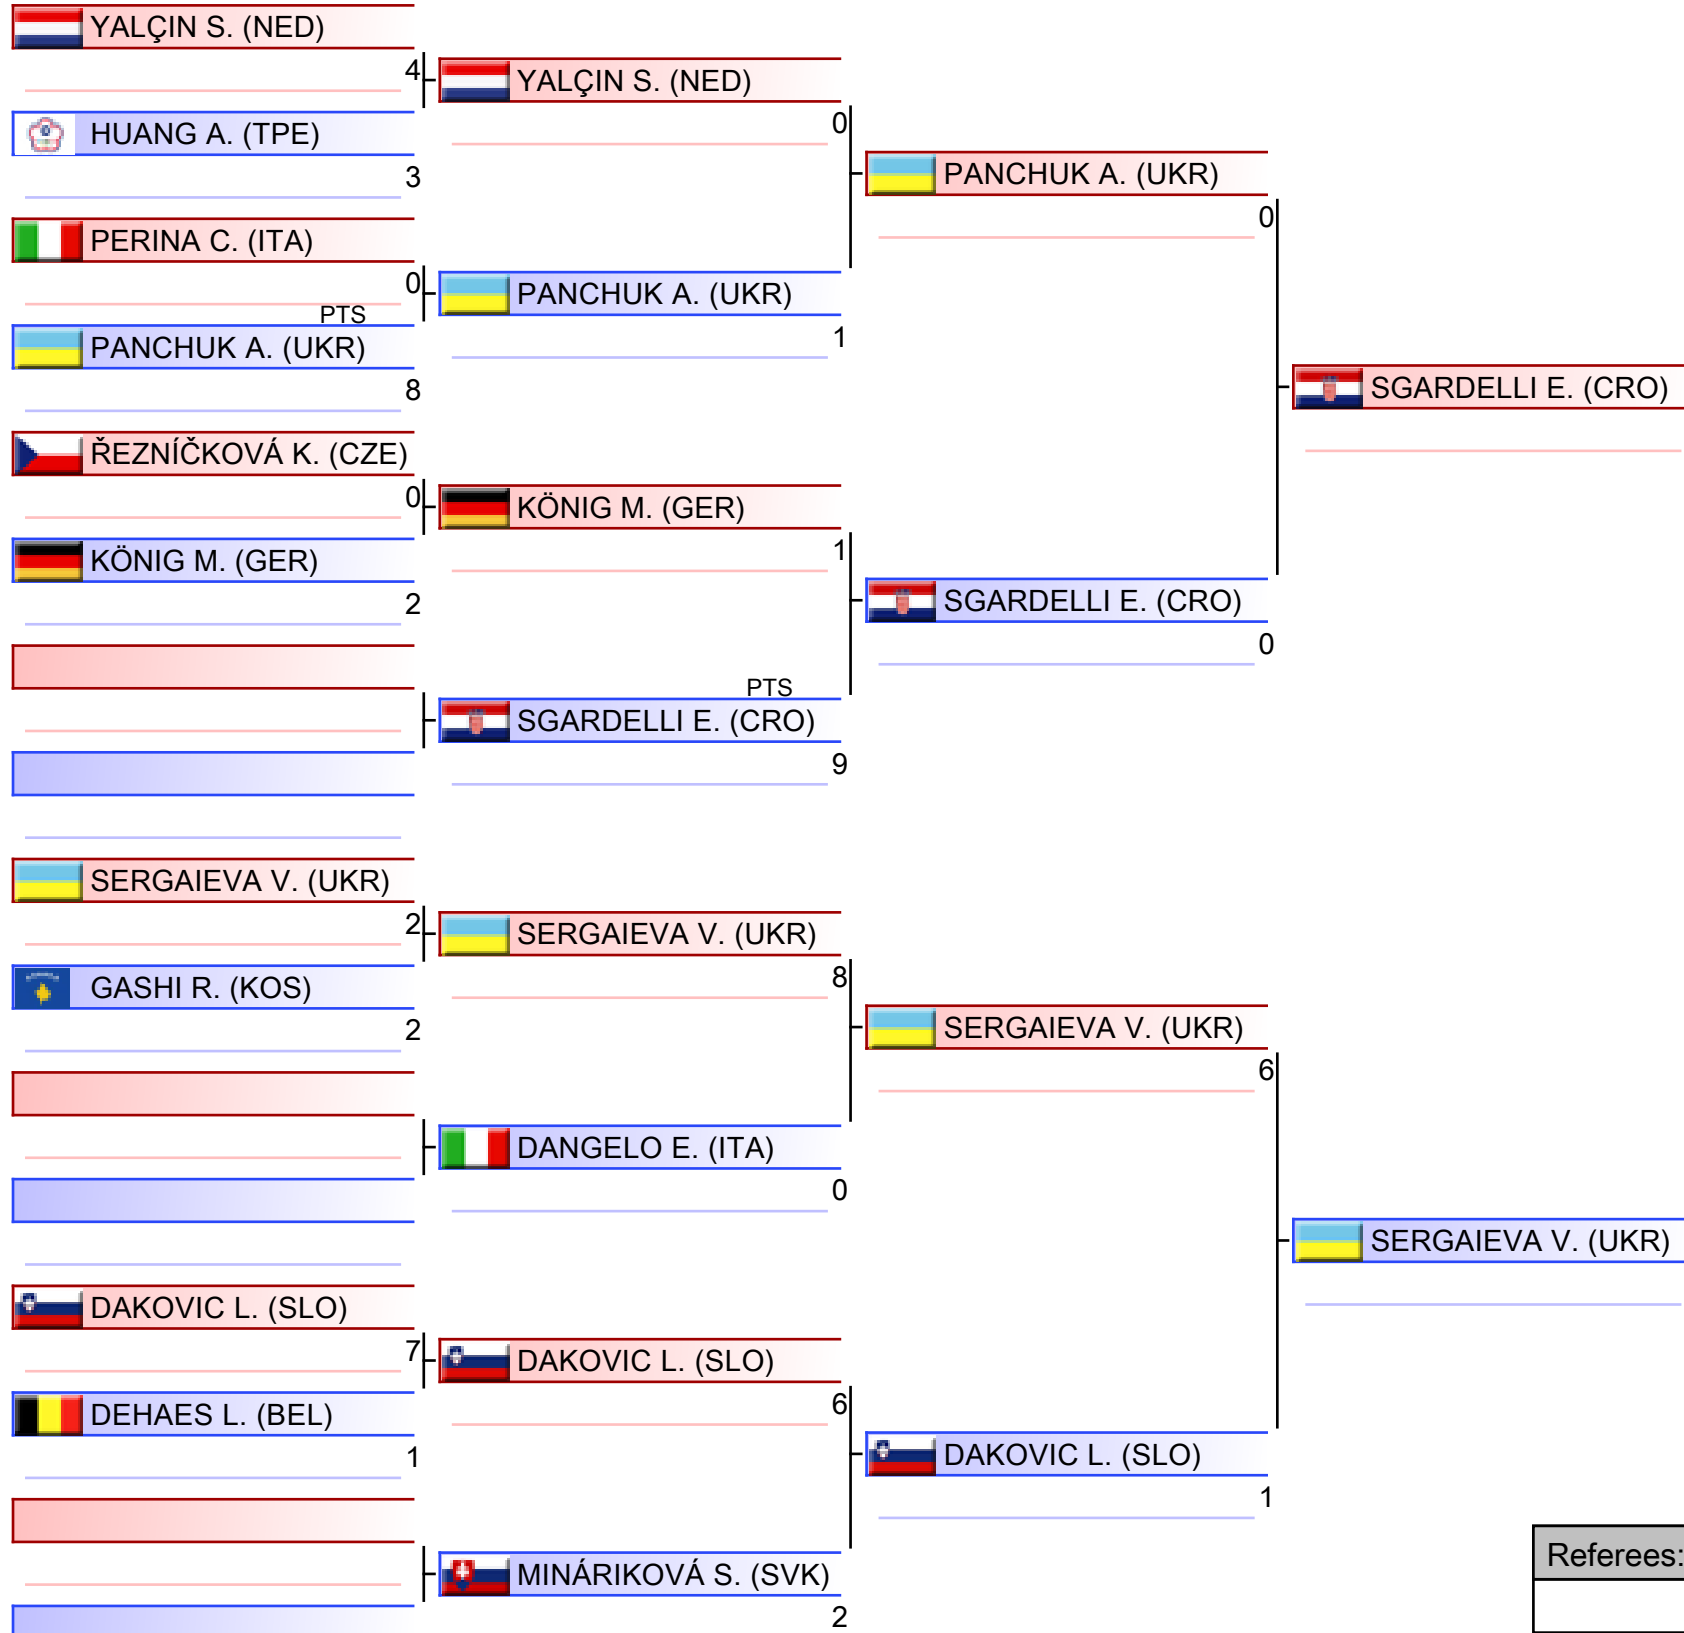 YALÇIN S. (NED)
4
HUANG A. (TPE)
3
PERINA C. (ITA)
0
PTS
PANCHUK A. (UKR)
8
ŘEZNÍČKOVÁ K. (CZE)
0
KÖNIG M. (GER)
2
SERGAIEVA V. (UKR)
2
GASHI R. (KOS)
2
DAKOVIC L. (SLO)
7
DEHAES L. (BEL)
1
YALÇIN S. (NED)
0
PANCHUK A. (UKR)
1
KÖNIG M. (GER)
1
PTS
SGARDELLI E. (CRO)
9
SERGAIEVA V. (UKR)
8
DANGELO E. (ITA)
0
DAKOVIC L. (SLO)
6
MINÁRIKOVÁ S. (SVK)
2
PANCHUK A. (UKR)
0
SGARDELLI E. (CRO)
0
SERGAIEVA V. (UKR)
6
DAKOVIC L. (SLO)
1
SGARDELLI E. (CRO)
SERGAIEVA V. (UKR)
Referees: